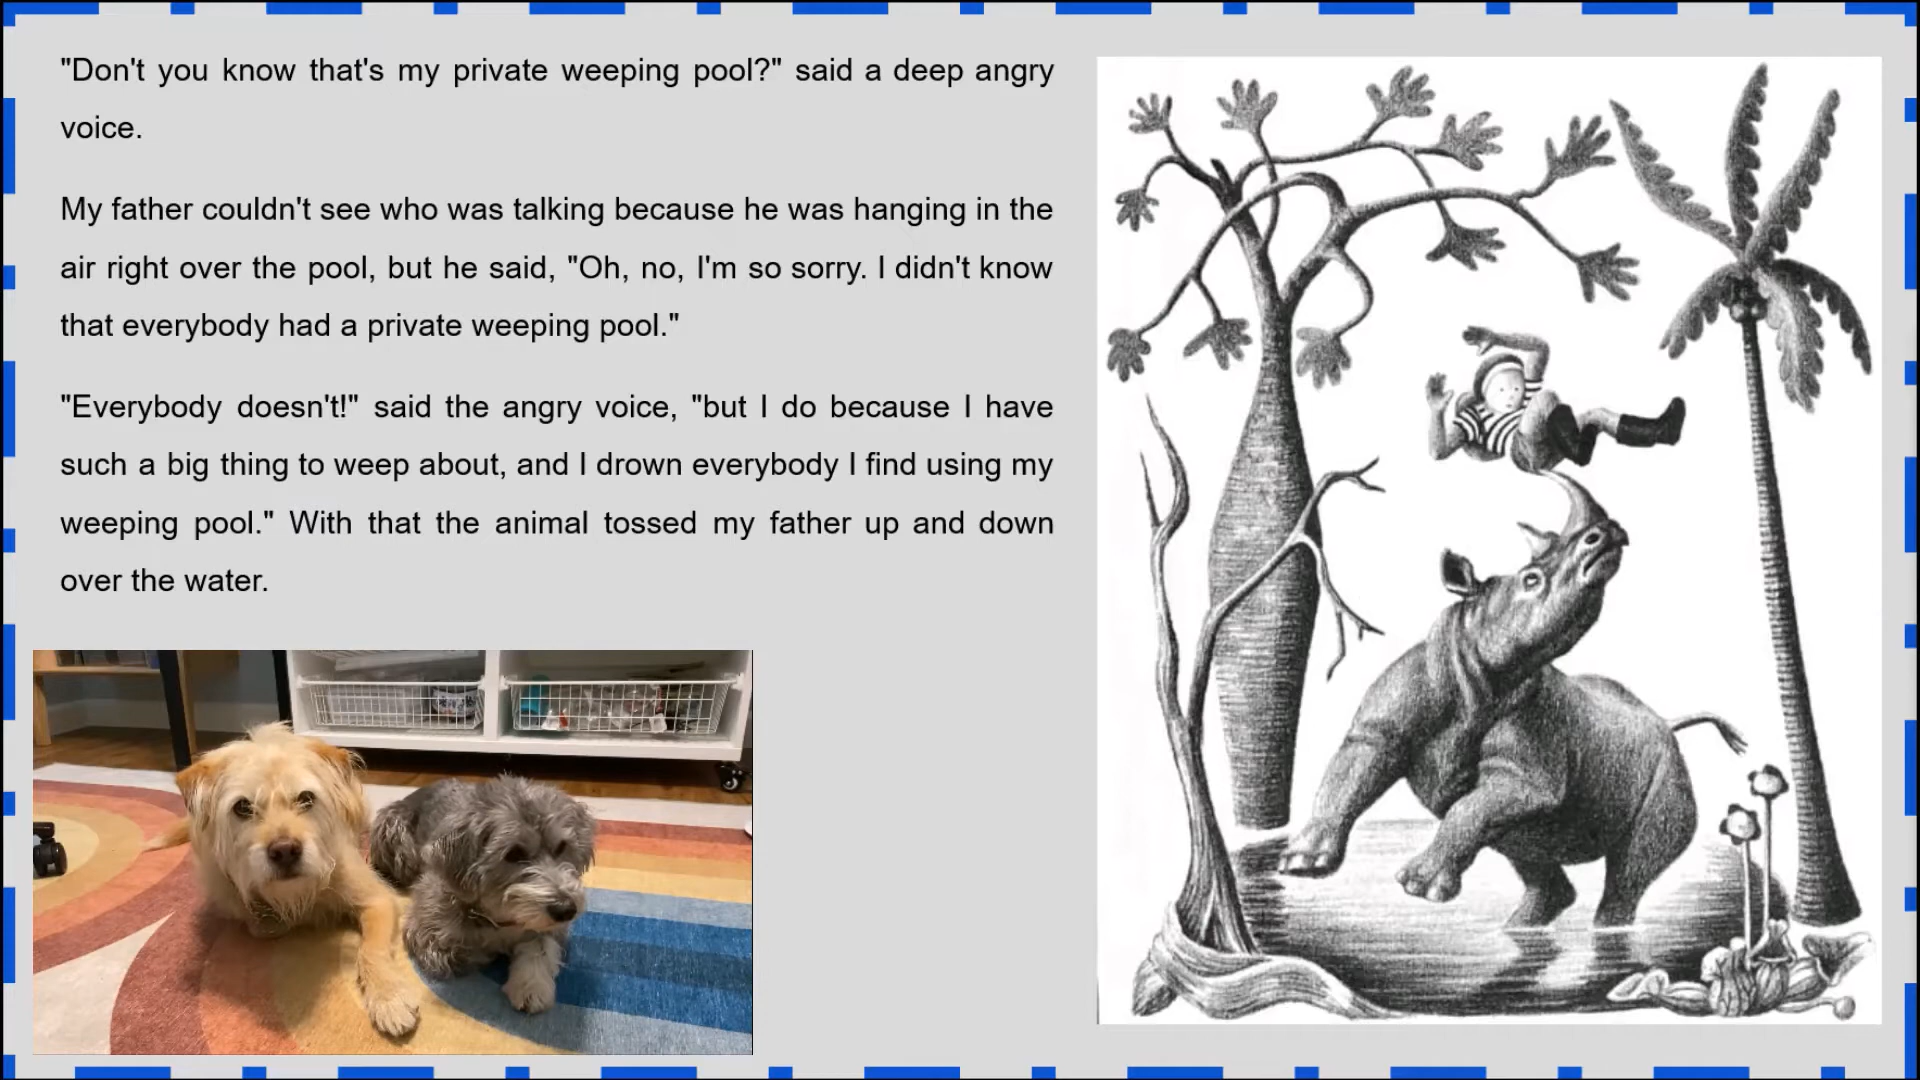 "Don't you know that's my private weeping pool?" said a deep angry
voice.
My father couldn't see who was talking because he was hanging in the
air right over the pool, but he said, "Oh, no, I'm so sorry. I didn't know
that everybody had a private weeping pool."
"Everybody doesn't!" said the angry voice, "but I do because I have
such a big thing to weep about, and I drown everybody I find using my
weeping pool." With that the animal tossed my father up and down
over the water.